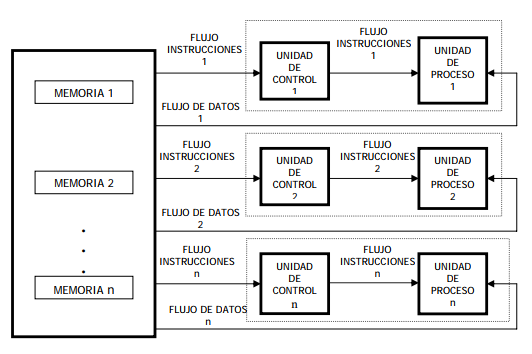 FLUJO
INSTRUCCIONES
1
UNIDAD
DE
CONTROL
1
FLUJO
INSTRUCCIONES
1
UNIDAD
DE
PROCESO
1
MEMORIA 1
FLUJO DE DATOS
1
FLUJO
INSTRUCCIONES
2
UNIDAD
DE
CONTROL
2
FLUJO
INSTRUCCIONES
2
UNIDAD
DE
PROCESO
2
MEMORIA 2
FLUJO DE DATOS
2
FLUJO
INSTRUCCIONES
n
UNIDAD
DE
CONTROL
n
FLUJO
INSTRUCCIONES
n
UNIDAD
DE
PROCESO
n
MEMORIA n
FLUJO DE DATOS
n